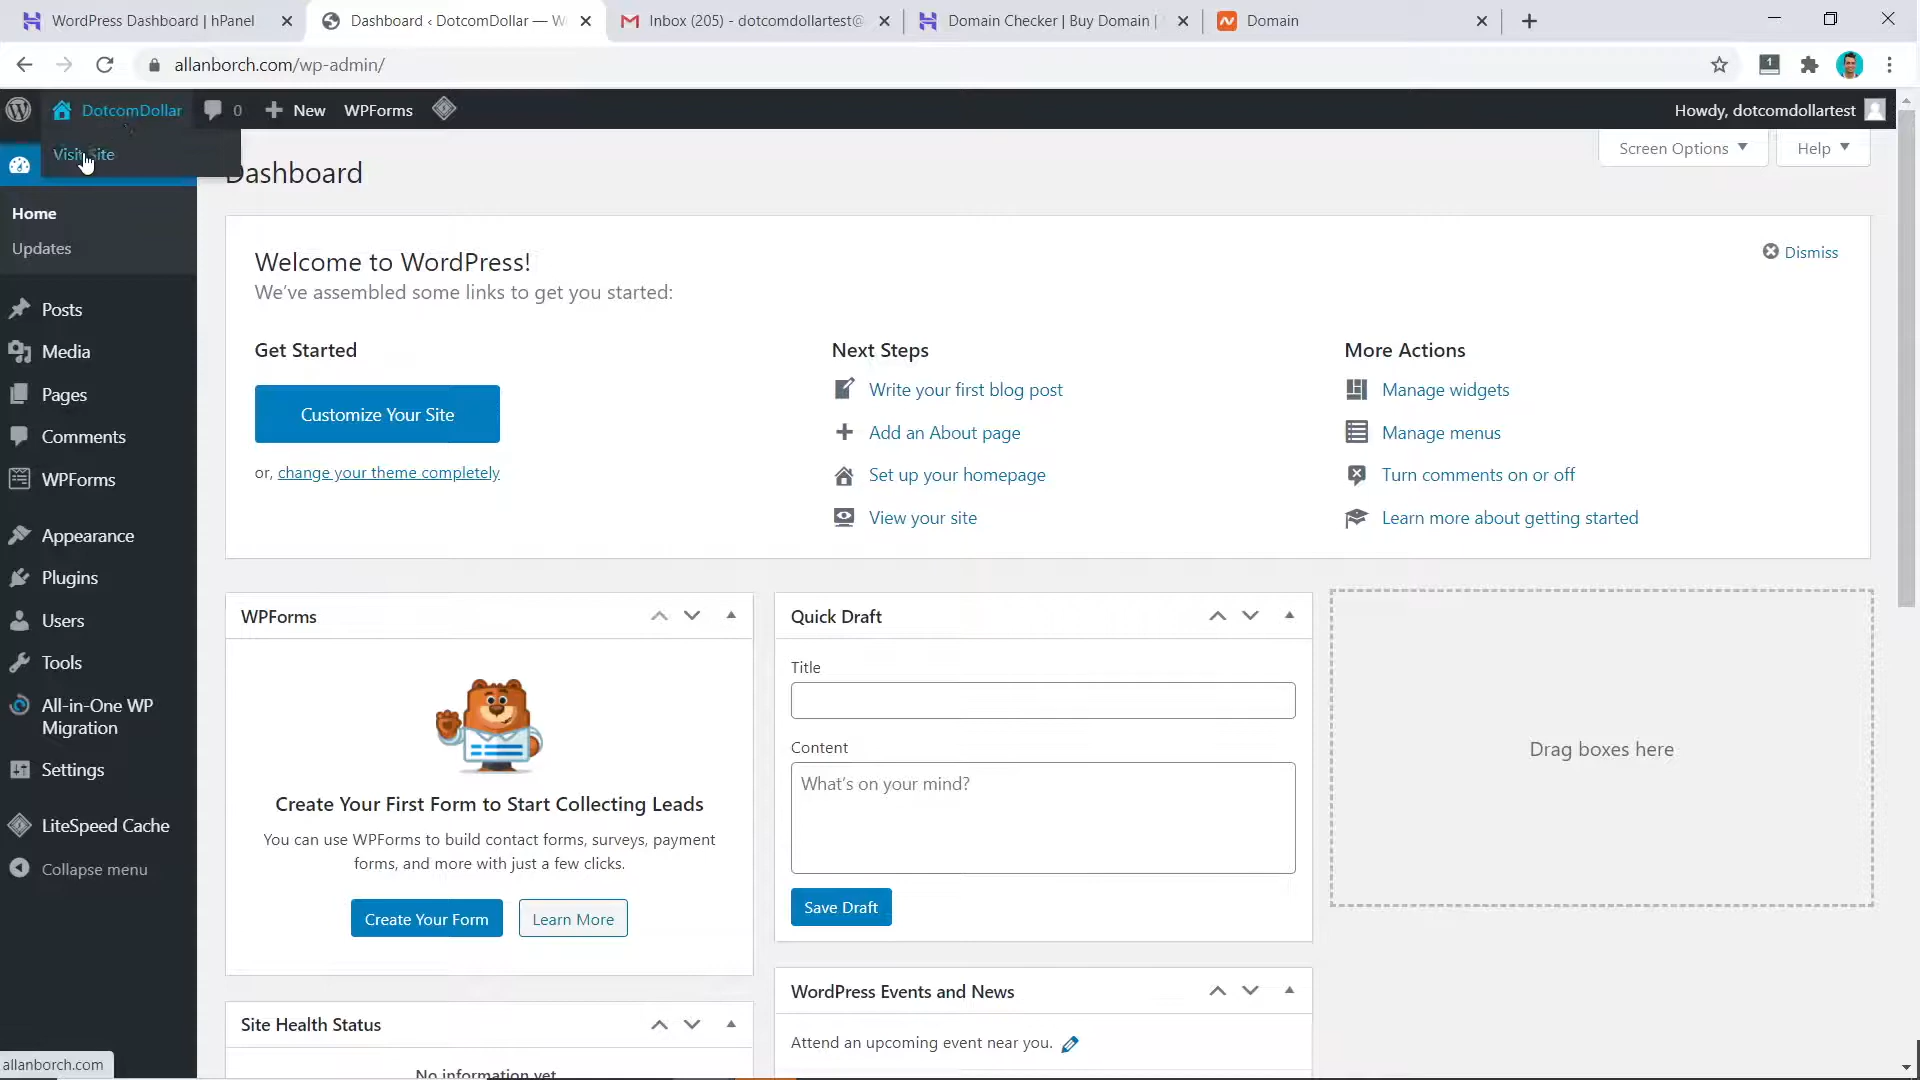 WordPress Dashboard | hPanel
Dashboard ‹ DotcomDollar — W
Inbox (205) - dotcomdollartest@
Domain Checker | Buy Domain |
Domain
allanborch.com/wp-admin/
1
DotcomDollar
0
New
WPForms
Howdy, dotcomdollartest
Visit Site
Dashboard
Screen Options
Help
Home
Updates
Posts
Media
Pages
Comments
WPForms
Appearance
Plugins
Users
Tools
All-in-One WP
Migration
Settings
LiteSpeed Cache
Collapse menu
Welcome to WordPress!
We've assembled some links to get you started:
Dismiss
Get Started
Customize Your Site
or, change your theme completely
Next Steps
Write your first blog post
Add an About page
Set up your homepage
View your site
More Actions
Manage widgets
Manage menus
Turn comments on or off
Learn more about getting started
WPForms
Create Your First Form to Start Collecting Leads
You can use WPForms to build contact forms, surveys, payment
forms, and more with just a few clicks.
Create Your Form
Learn More
Site Health Status
No information yet
Quick Draft
Title
Content
What's on your mind?
Save Draft
WordPress Events and News
Attend an upcoming event near you.
Drag boxes here
allanborch.com